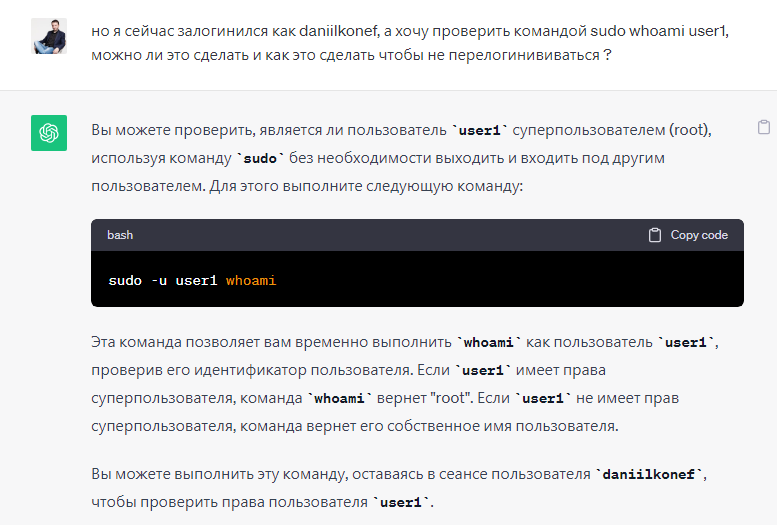 но я сейчас залогинился как daniilkonef, а хочу проверить командой sudo whoami user1,
можно ли это сделать и как это сделать чтобы не перелогинививаться ?
Вы можете проверить, является ли пользователь `user1` суперпользователем (root),
используя команду `sudo` без необходимости выходить и входить под другим
пользователем. Для этого выполните следующую команду:
bash
Copy code
sudo -u user1 whoami
Эта команда позволяет вам временно выполнить `whoami` как пользователь `user1`,
проверив его идентификатор пользователя. Если `user1` имеет права
суперпользователя, команда `whoami` вернет "root". Если `user1` не имеет прав
суперпользователя, команда вернет его собственное имя пользователя.
Вы можете выполнить эту команду, оставаясь в сеансе пользователя `daniilkonef`,
чтобы проверить права пользователя `user1`.